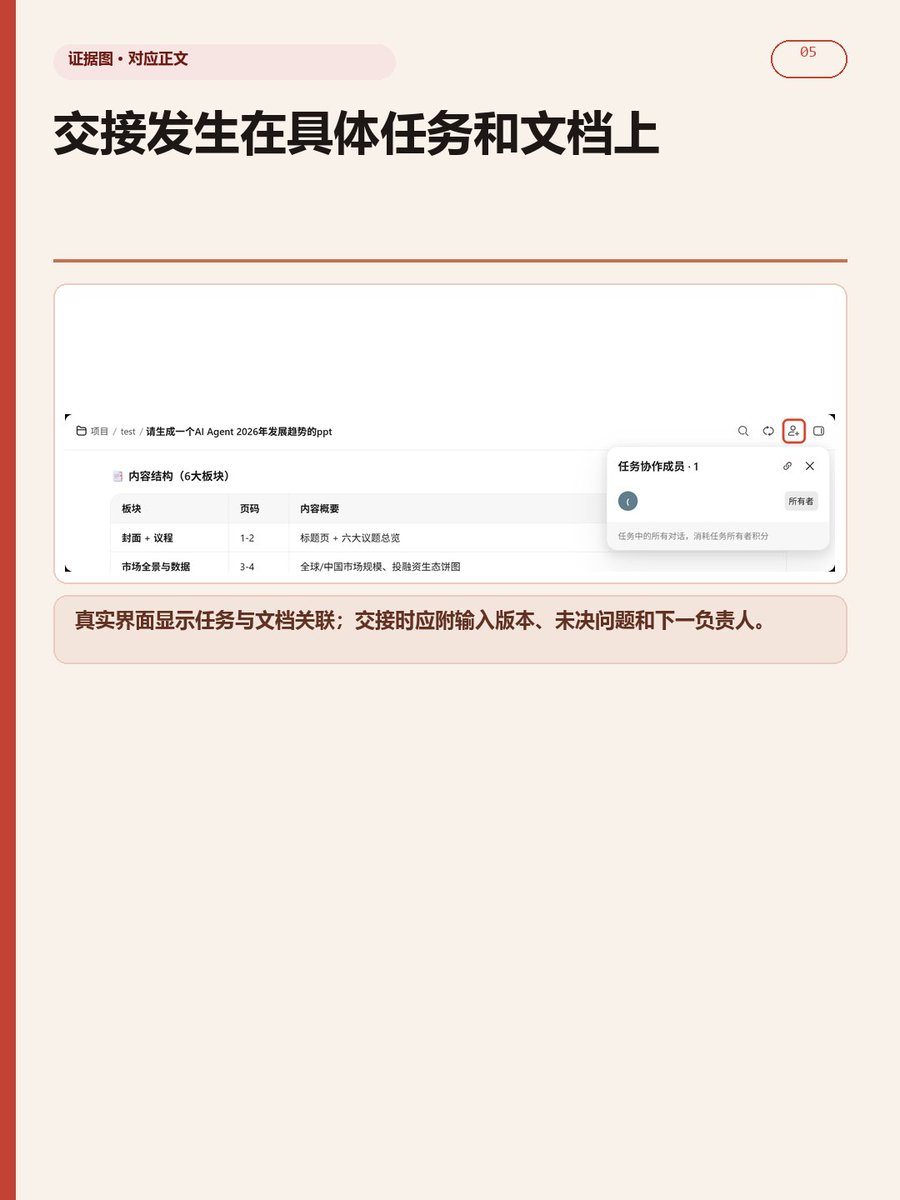 证据图 · 对应正文
05
交接发生在具体任务和文档上
项目 / test / 请生成一个AI Agent 2026年发展趋势的ppt
内容结构（6大板块）
任务协作成员 · 1
所有者
任务中的所有对话，消耗任务所有者积分
板块 页码 内容概要
封面 + 议程 1-2 标题页 + 六大议题总览
市场全景与数据 3-4 全球/中国市场规模、投融资生态饼图
真实界面显示任务与文档关联；交接时应附输入版本、未决问题和下一负责人。